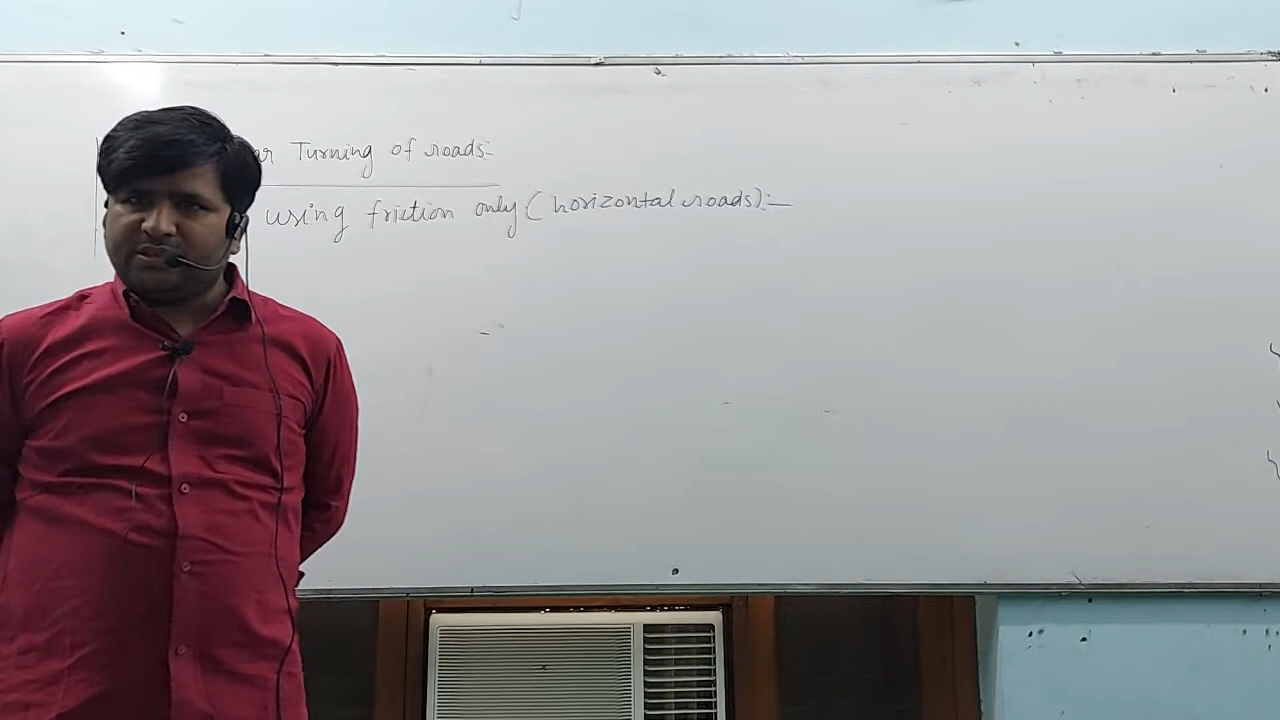 Turning of roads:-
using friction only (horizontal roads):-